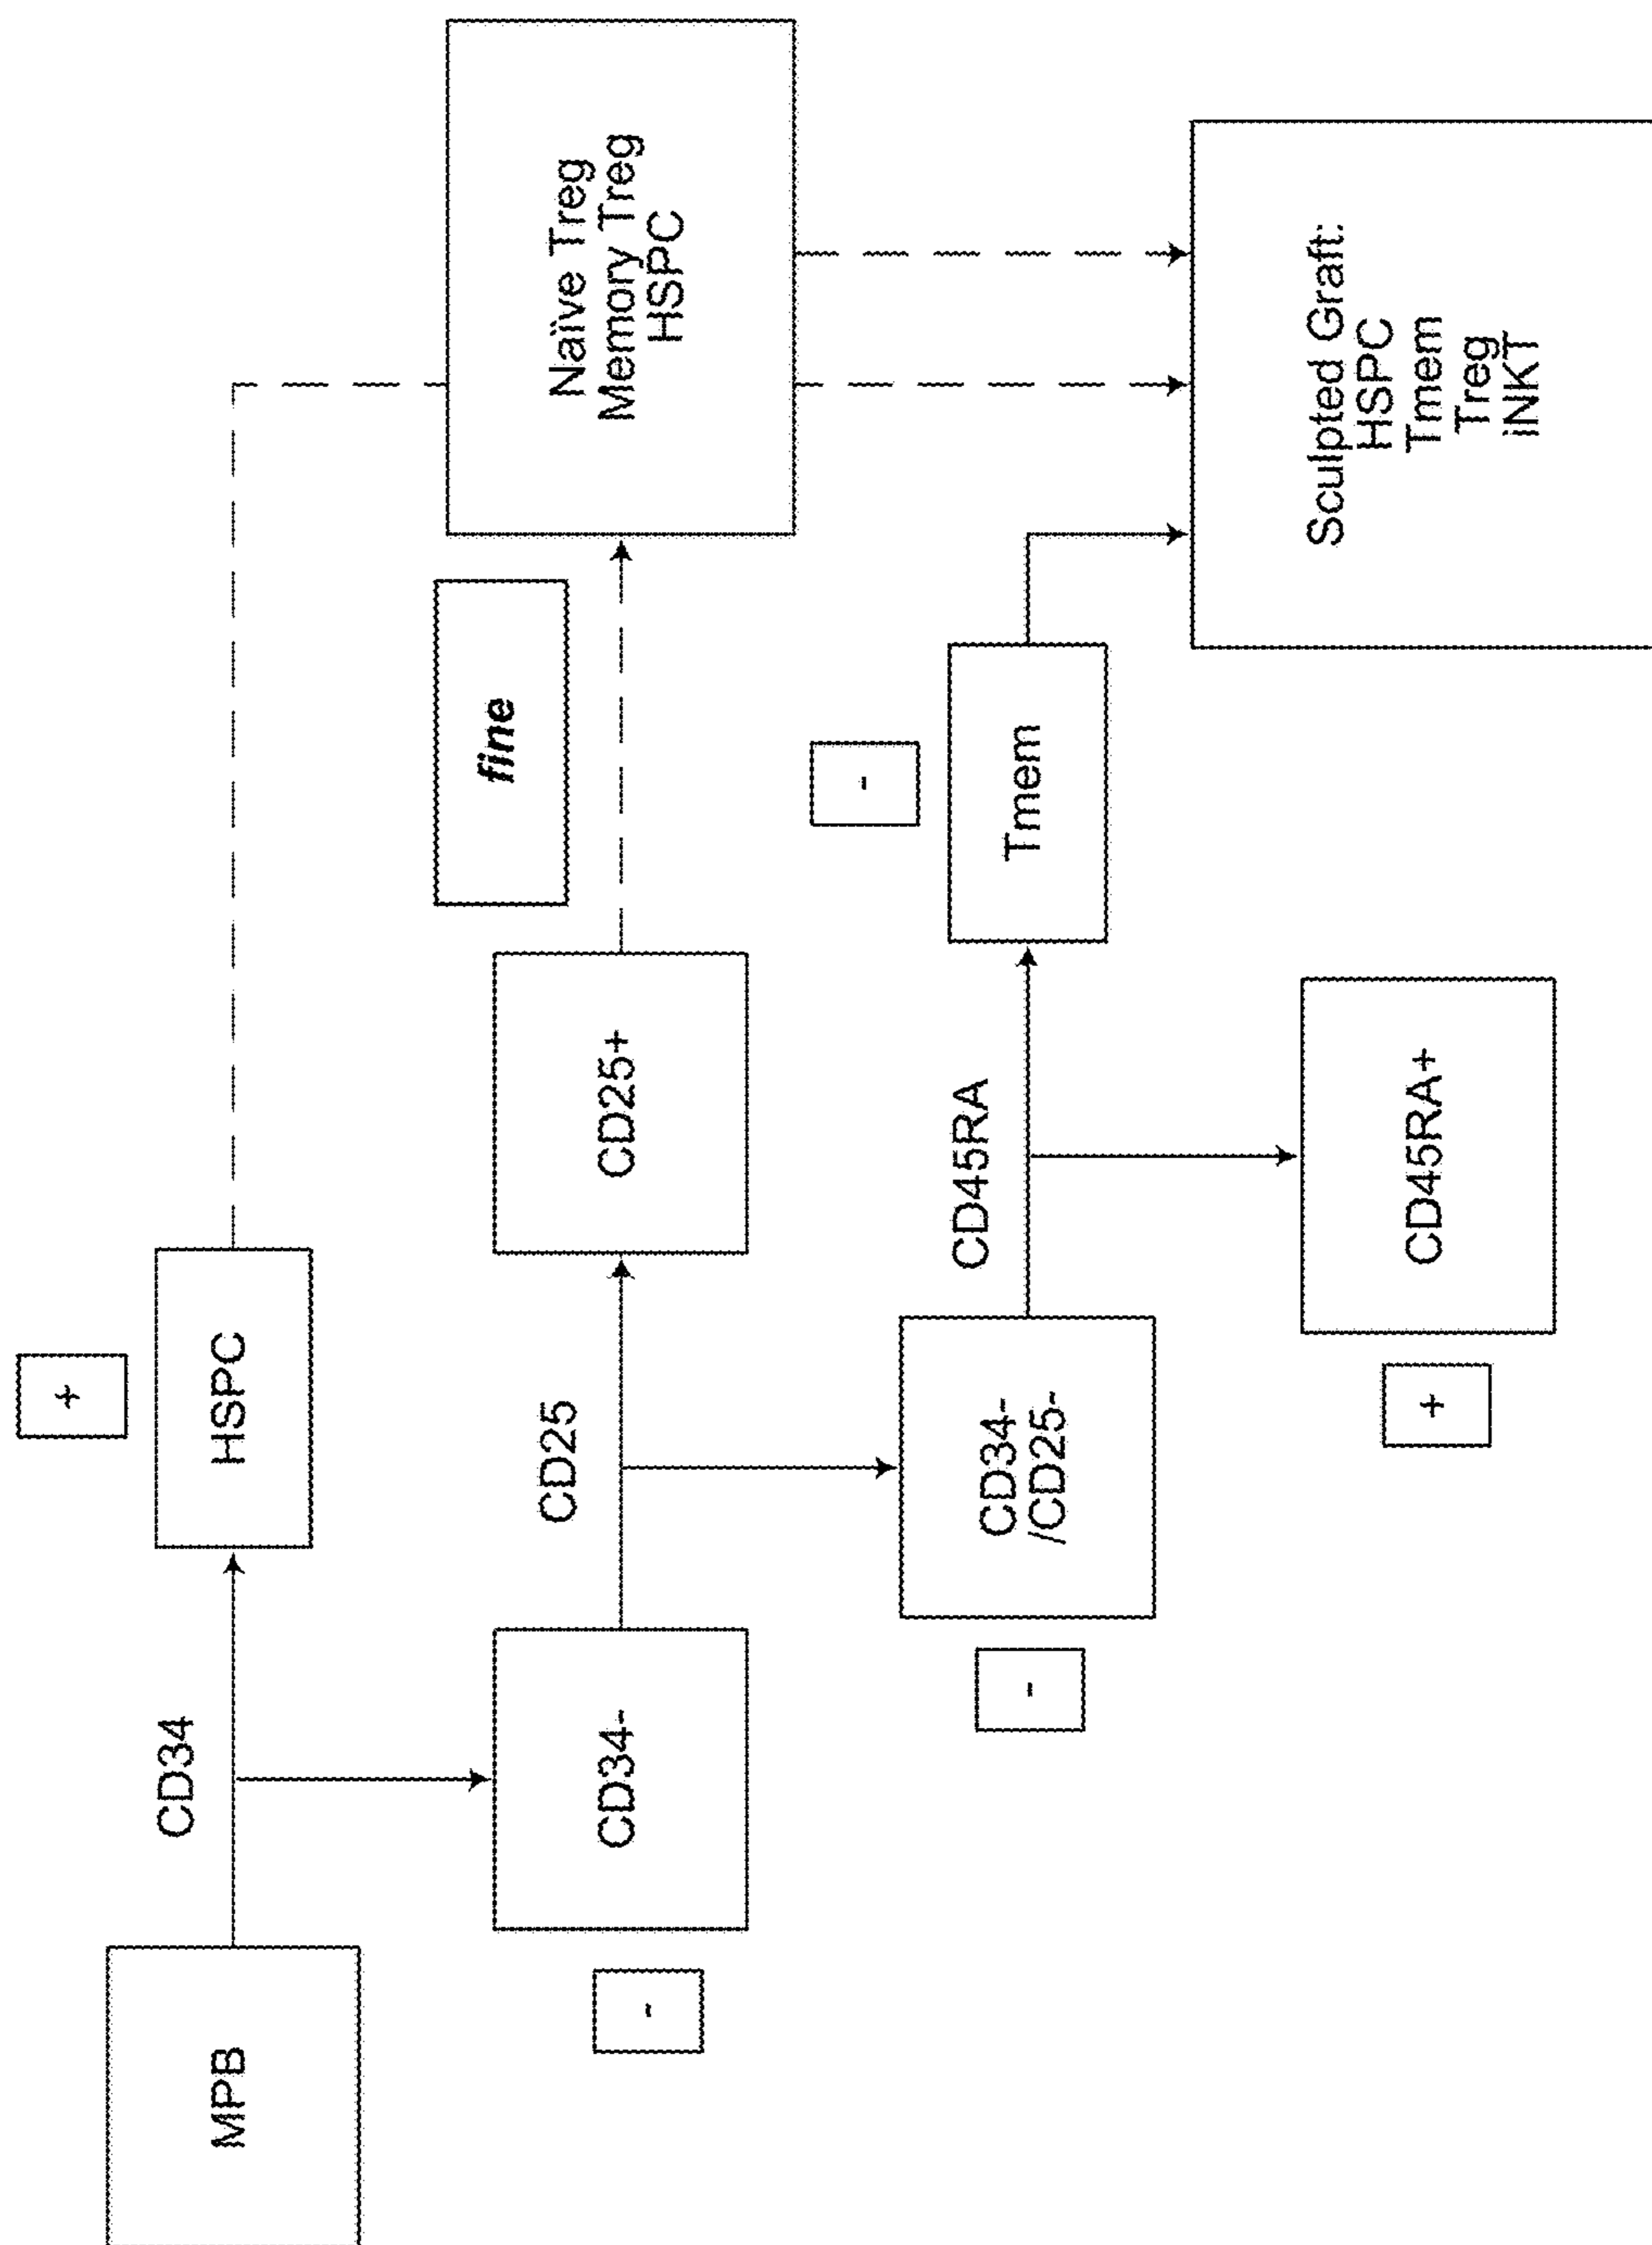 +
CD34
MPB
HSPC
fine
CD25
-
CD34-
CD25+
Naïve Treg
Memory Treg
HSPC
-
CD45RA
-
CD34-
/CD25-
Tmem
+
CD45RA+
Sculpted Graft:
HSPC
Tmem
Treg
iNKT